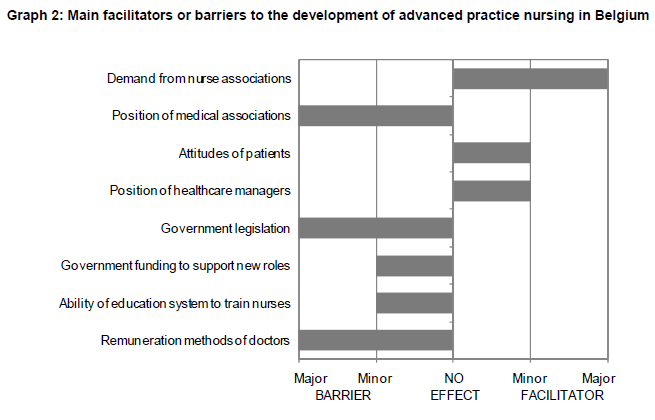 Graph 2: Main facilitators or barriers to the development of advanced practice nursing in Belgium
Demand from nurse associations
Position of medical associations
Attitudes of patients
Position of healthcare managers
Government legislation
Government funding to support new roles
Ability of education system to train nurses
Remuneration methods of doctors
Major Minor NO Minor Major
BARRIER EFFECT FACILITATOR